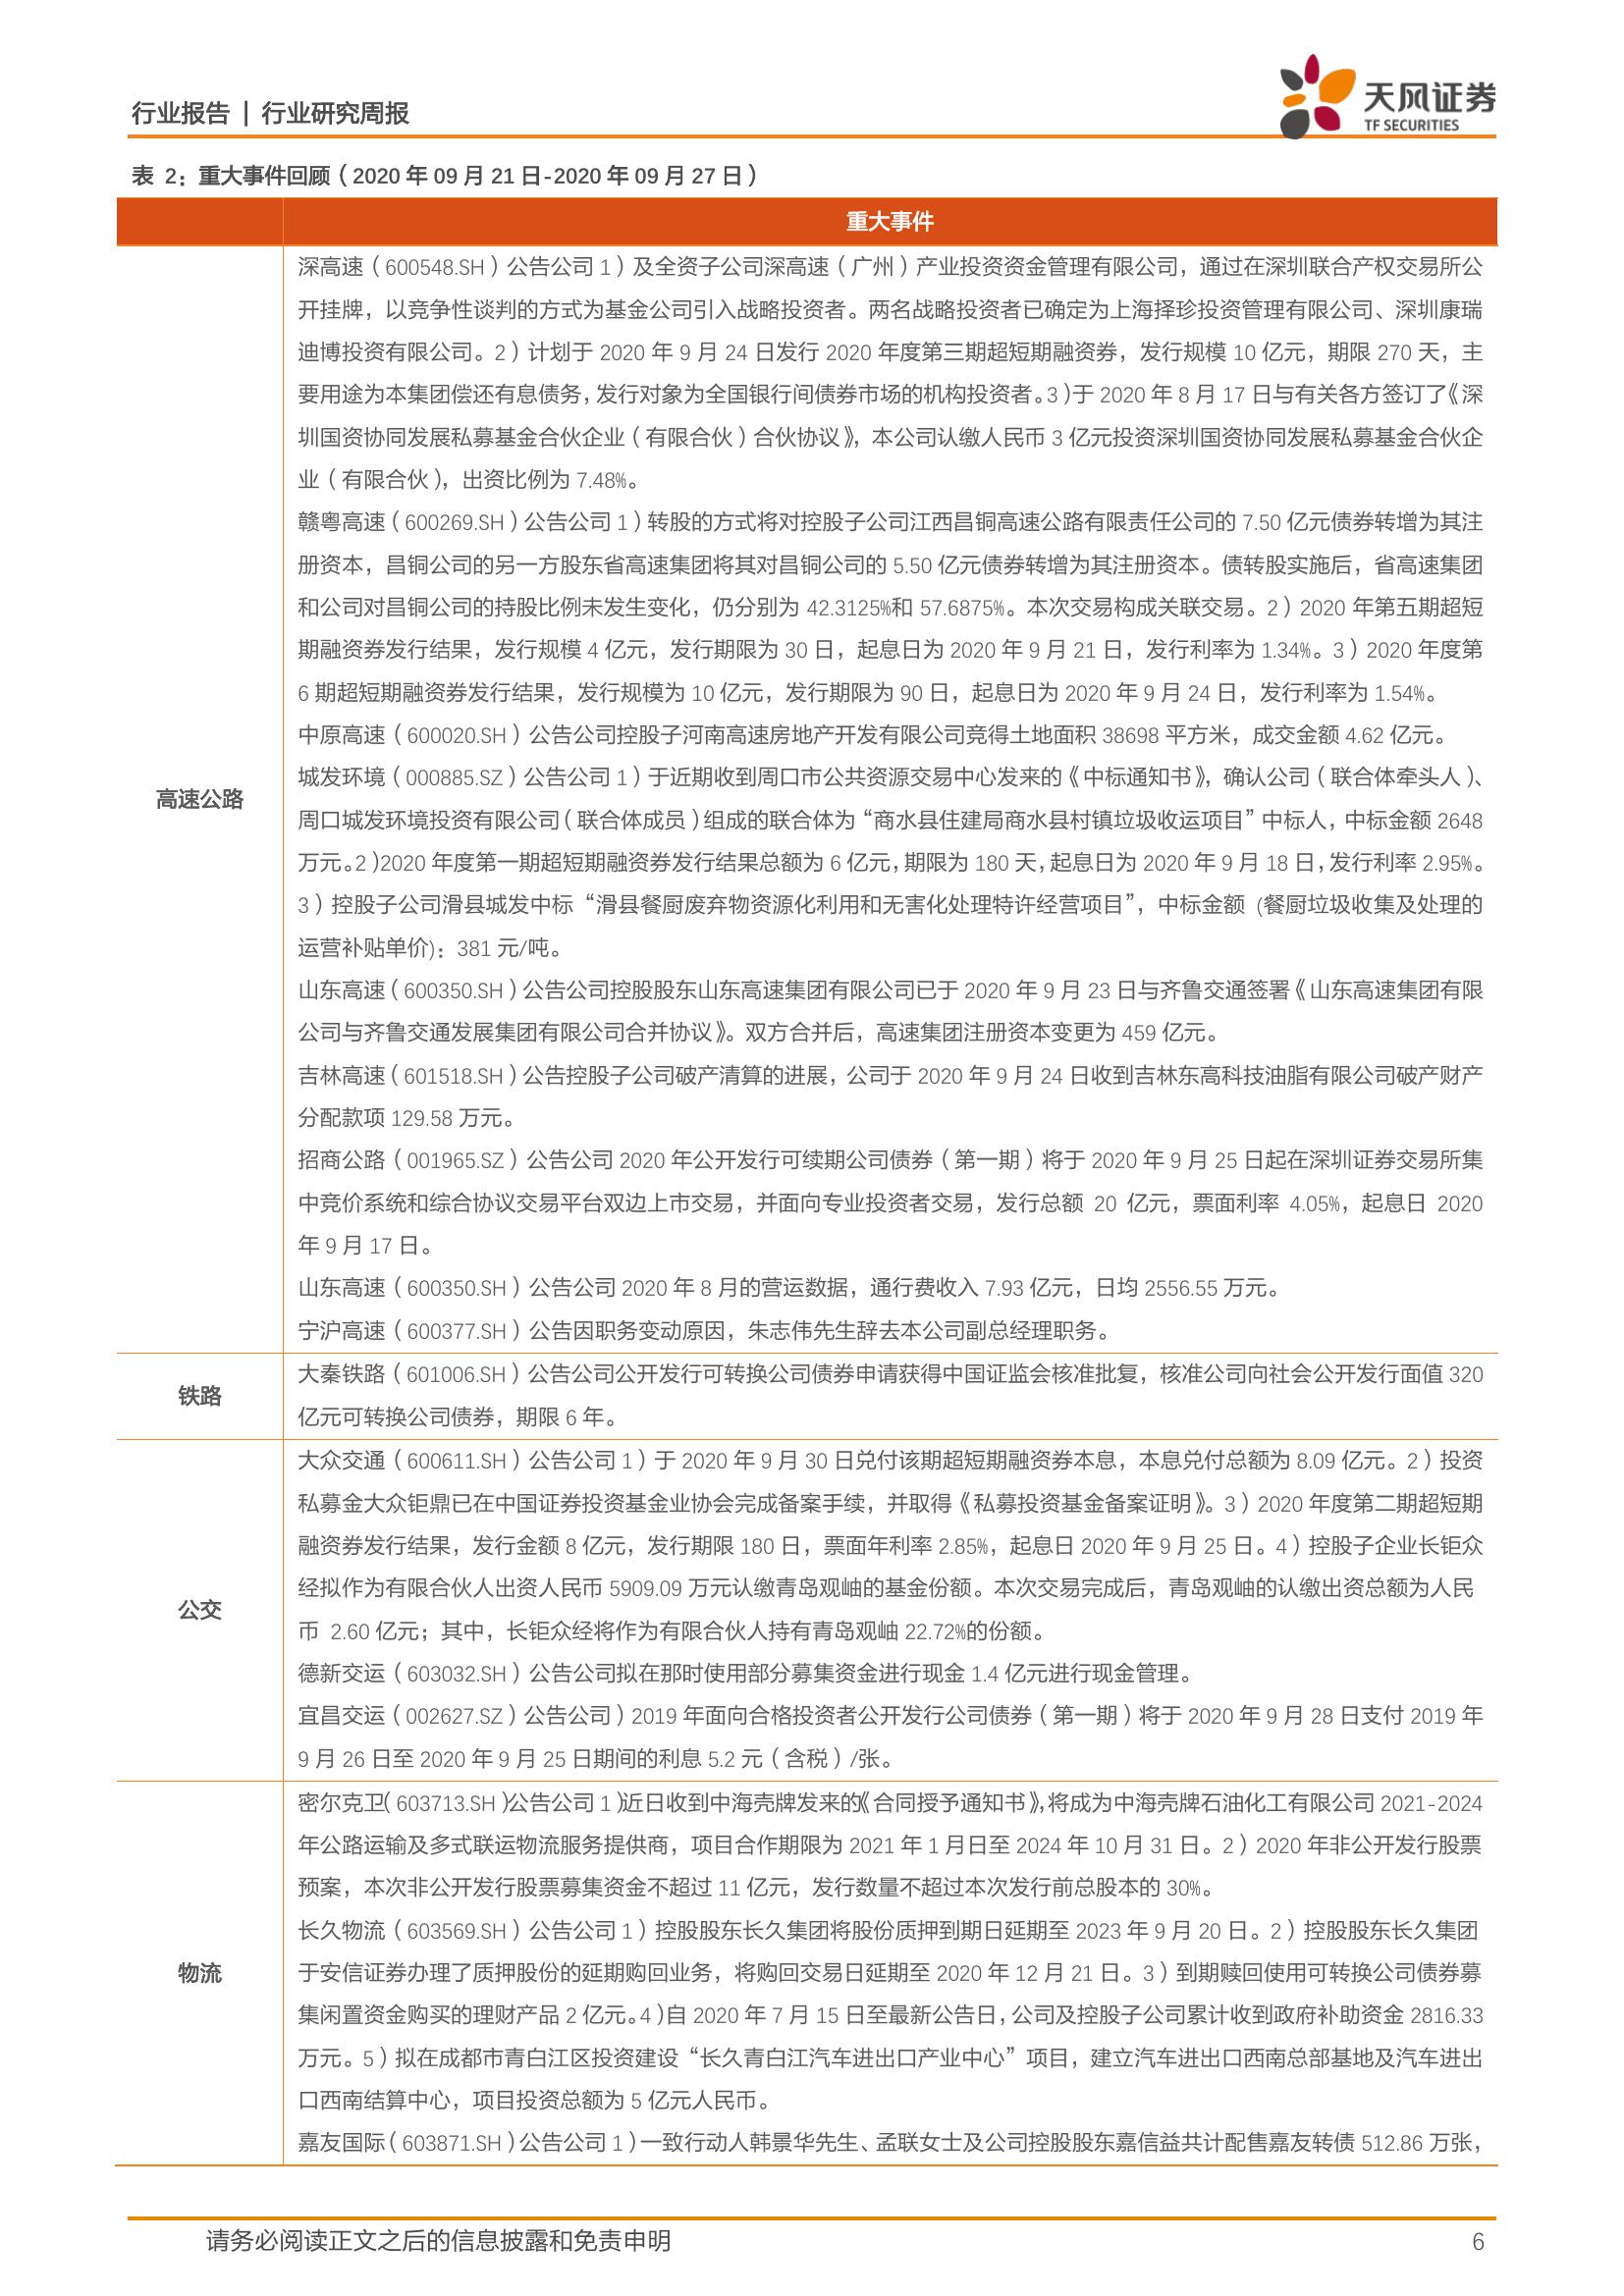 行业报告 | 行业研究周报
天风证券
TF SECURITIES
表 2：重大事件回顾（2020 年 09 月 21 日-2020 年 09 月 27 日）
重大事件
高速公路
深高速（600548.SH）公告公司 1）及全资子公司深高速（广州）产业投资资金管理有限公司，通过在深圳联合产权交易所公
开挂牌，以竞争性谈判的方式为基金公司引入战略投资者。两名战略投资者已确定为上海择珍投资管理有限公司、深圳康瑞
迪博投资有限公司。2）计划于 2020 年 9 月 24 日发行 2020 年度第三期超短期融资券，发行规模 10 亿元，期限 270 天，主
要用途为本集团偿还有息债务，发行对象为全国银行间债券市场的机构投资者。3）于 2020 年 8 月 17 日与有关各方签订了《深
圳国资协同发展私募基金合伙企业（有限合伙）合伙协议》，本公司认缴人民币 3 亿元投资深圳国资协同发展私募基金合伙企
业（有限合伙），出资比例为 7.48%。
赣粤高速（600269.SH）公告公司 1）转股的方式将对控股子公司江西昌铜高速公路有限责任公司的 7.50 亿元债券转增为其注
册资本，昌铜公司的另一方股东省高速集团将其对昌铜公司的 5.50 亿元债券转增为其注册资本。债转股实施后，省高速集团
和公司对昌铜公司的持股比例未发生变化，仍分别为 42.3125%和 57.6875%。本次交易构成关联交易。2）2020 年第五期超短
期融资券发行结果，发行规模 4 亿元，发行期限为 30 日，起息日为 2020 年 9 月 21 日，发行利率为 1.34%。3）2020 年度第
6 期超短期融资券发行结果，发行规模为 10 亿元，发行期限为 90 日，起息日为 2020 年 9 月 24 日，发行利率为 1.54%。
中原高速（600020.SH）公告公司控股子河南高速房地产开发有限公司竞得土地面积 38698 平方米，成交金额 4.62 亿元。
城发环境（000885.SZ）公告公司 1）于近期收到周口市公共资源交易中心发来的《中标通知书》，确认公司（联合体牵头人）、
周口城发环境投资有限公司（联合体成员）组成的联合体为“商水县住建局商水县村镇垃圾收运项目”中标人，中标金额 2648
万元。2）2020 年度第一期超短期融资券发行结果总额为 6 亿元，期限为 180 天，起息日为 2020 年 9 月 18 日，发行利率 2.95%。
3）控股子公司滑县城发中标“滑县餐厨废弃物资源化利用和无害化处理特许经营项目”，中标金额 (餐厨垃圾收集及处理的
运营补贴单价)：381 元/吨。
山东高速（600350.SH）公告公司控股股东山东高速集团有限公司已于 2020 年 9 月 23 日与齐鲁交通签署《山东高速集团有限
公司与齐鲁交通发展集团有限公司合并协议》。双方合并后，高速集团注册资本变更为 459 亿元。
吉林高速（601518.SH）公告控股子公司破产清算的进展，公司于 2020 年 9 月 24 日收到吉林东高科技油脂有限公司破产财产
分配款项 129.58 万元。
招商公路（001965.SZ）公告公司 2020 年公开发行可续期公司债券（第一期）将于 2020 年 9 月 25 日起在深圳证券交易所集
中竞价系统和综合协议交易平台双边上市交易，并面向专业投资者交易，发行总额 20 亿元，票面利率 4.05%，起息日 2020
年 9 月 17 日。
山东高速（600350.SH）公告公司 2020 年 8 月的营运数据，通行费收入 7.93 亿元，日均 2556.55 万元。
宁沪高速（600377.SH）公告因职务变动原因，朱志伟先生辞去本公司副总经理职务。
铁路
大秦铁路（601006.SH）公告公司公开发行可转换公司债券申请获得中国证监会核准批复，核准公司向社会公开发行面值 320
亿元可转换公司债券，期限 6 年。
公交
大众交通（600611.SH）公告公司 1）于 2020 年 9 月 30 日兑付该期超短期融资券本息，本息兑付总额为 8.09 亿元。2）投资
私募金大众钜鼎已在中国证券投资基金业协会完成备案手续，并取得《私募投资基金备案证明》。3）2020 年度第二期超短期
融资券发行结果，发行金额 8 亿元，发行期限 180 日，票面年利率 2.85%，起息日 2020 年 9 月 25 日。4）控股子企业长钜众
经拟作为有限合伙人出资人民币 5909.09 万元认缴青岛观岫的基金份额。本次交易完成后，青岛观岫的认缴出资总额为人民
币 2.60 亿元；其中，长钜众经将作为有限合伙人持有青岛观岫 22.72%的份额。
德新交运（603032.SH）公告公司拟在那时使用部分募集资金进行现金 1.4 亿元进行现金管理。
宜昌交运（002627.SZ）公告公司）2019 年面向合格投资者公开发行公司债券（第一期）将于 2020 年 9 月 28 日支付 2019 年
9 月 26 日至 2020 年 9 月 25 日期间的利息 5.2 元（含税）/张。
物流
密尔克卫（603713.SH）公告公司 1）近日收到中海壳牌发来的《合同授予通知书》，将成为中海壳牌石油化工有限公司 2021-2024
年公路运输及多式联运物流服务提供商，项目合作期限为 2021 年 1 月日至 2024 年 10 月 31 日。2）2020 年非公开发行股票
预案，本次非公开发行股票募集资金不超过 11 亿元，发行数量不超过本次发行前总股本的 30%。
长久物流（603569.SH）公告公司 1）控股股东长久集团将股份质押到期日延期至 2023 年 9 月 20 日。2）控股股东长久集团
于安信证券办理了质押股份的延期购回业务，将购回交易日延期至 2020 年 12 月 21 日。3）到期赎回使用可转换公司债券募
集闲置资金购买的理财产品 2 亿元。4）自 2020 年 7 月 15 日至最新公告日，公司及控股子公司累计收到政府补助资金 2816.33
万元。5）拟在成都市青白江区投资建设“长久青白江汽车进出口产业中心”项目，建立汽车进出口西南总部基地及汽车进出
口西南结算中心，项目投资总额为 5 亿元人民币。
嘉友国际（603871.SH）公告公司 1）一致行动人韩景华先生、孟联女士及公司控股股东嘉信益共计配售嘉友转债 512.86 万张，
请务必阅读正文之后的信息披露和免责申明
6